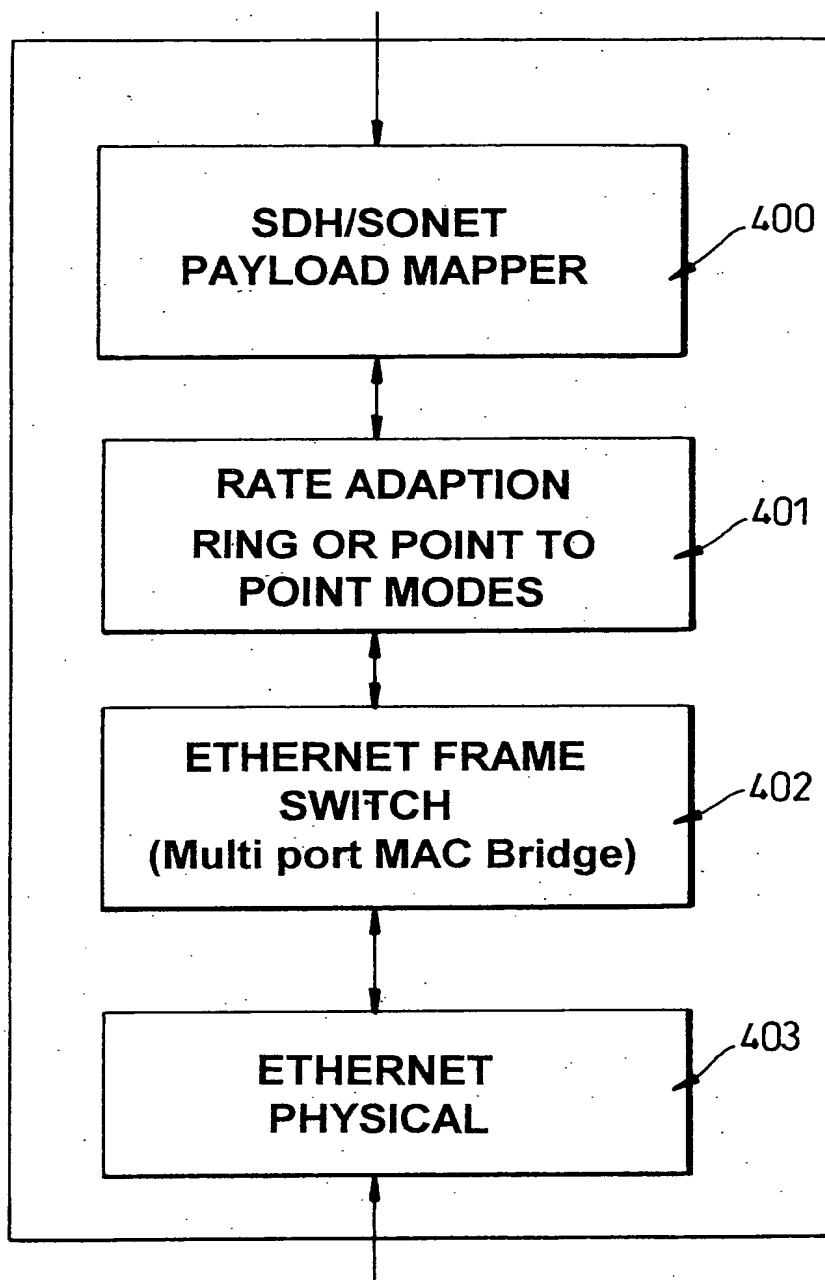 SDH/SONET
PAYLOAD MAPPER
400
RATE ADAPTION
RING OR POINT TO
POINT MODES
401
ETHERNET FRAME
SWITCH
(Multi port MAC Bridge)
402
ETHERNET
PHYSICAL
403